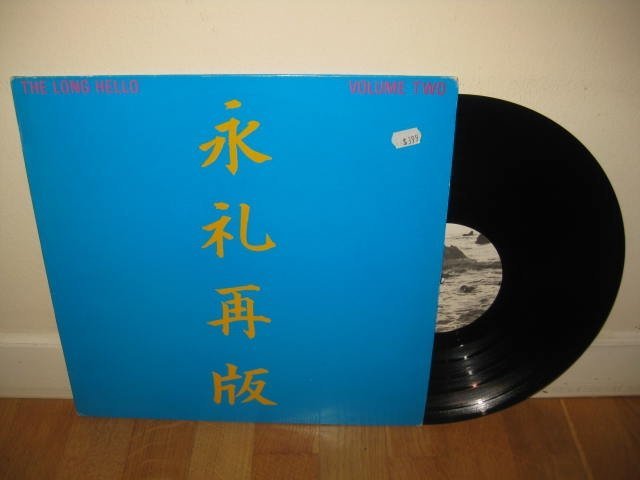 THE LONG HELLO
VOLUME TWO
永礼再版
$3.99